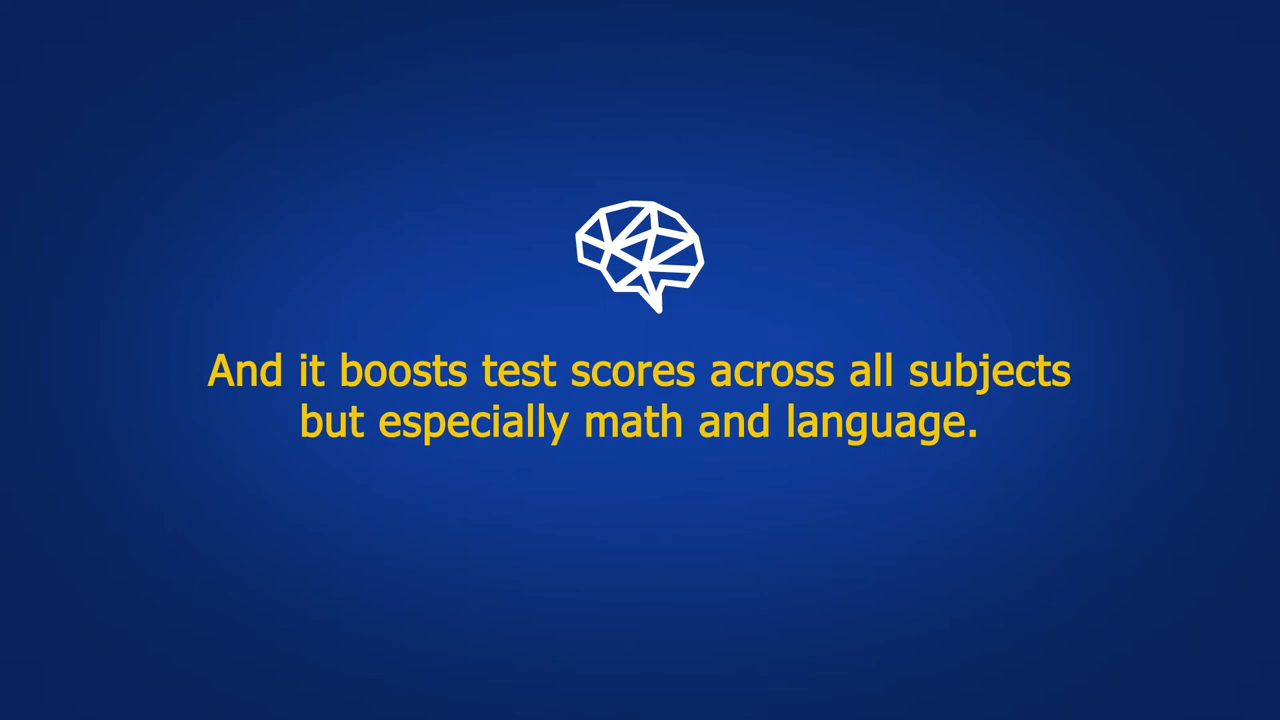 And it boosts test scores across all subjects
but especially math and language.